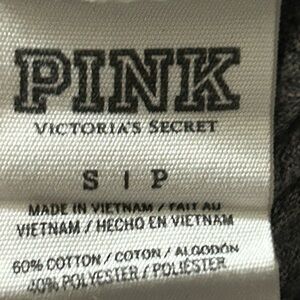 PINK
VICTORIA'S SECRET
S | P
MADE IN VIETNAM / FAIT AU
VIETNAM / HECHO EN VIETNAM
60% COTTON / COTON / ALGODÓN
40% POLYESTER / POLIÉSTER